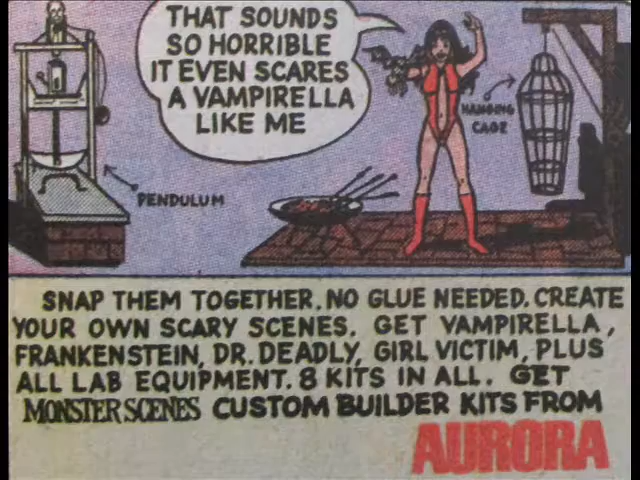 THAT SOUNDS
SO HORRIBLE
IT EVEN SCARES
A VAMPIRELLA
LIKE ME
HANGING
CAGE
PENDULUM
SNAP THEM TOGETHER. NO GLUE NEEDED. CREATE
YOUR OWN SCARY SCENES. GET VAMPIRELLA,
FRANKENSTEIN, DR. DEADLY, GIRL VICTIM, PLUS
ALL LAB EQUIPMENT. 8 KITS IN ALL. GET
MONSTER SCENES CUSTOM BUILDER KITS FROM
AURORA